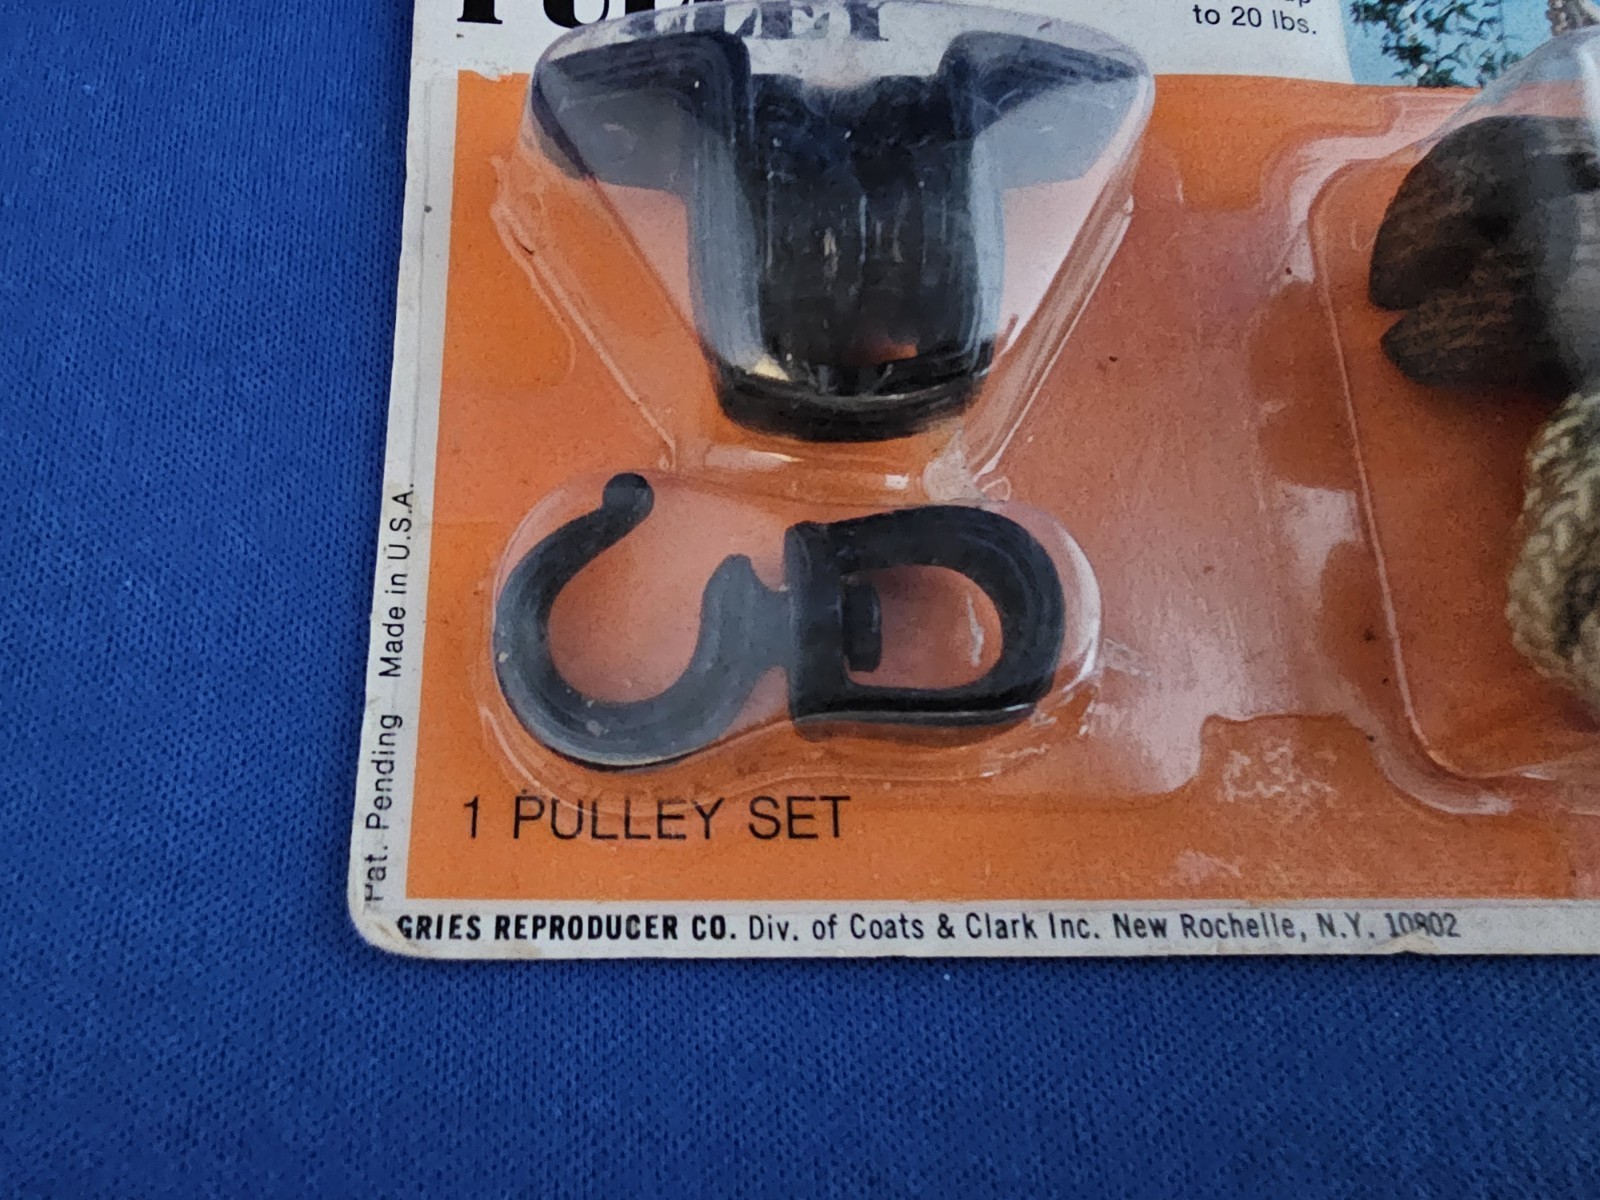 PULLEY
to 20 lbs.
Pat. Pending Made in U.S.A.
1 PULLEY SET
GRIES REPRODUCER CO. Div. of Coats & Clark Inc. New Rochelle, N.Y. 10802